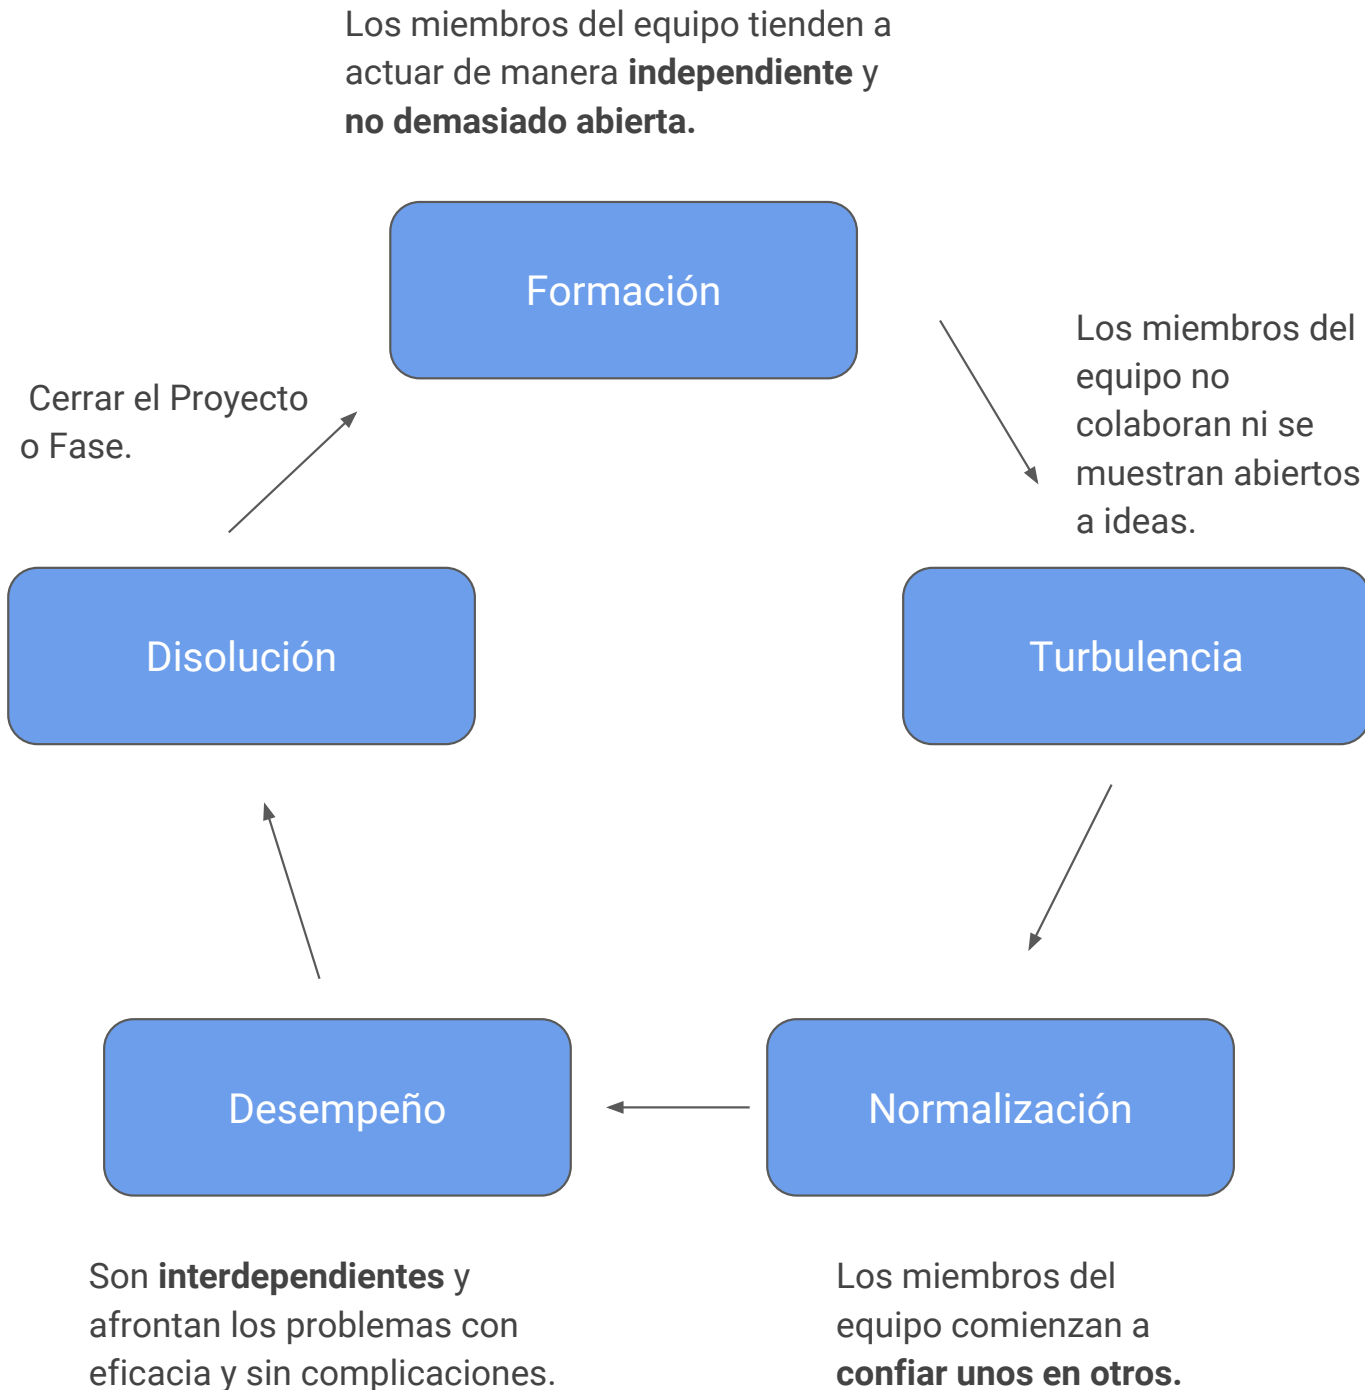 Los miembros del equipo tienden a
actuar de manera independiente y
no demasiado abierta.
Formación
Los miembros del
equipo no
colaboran ni se
muestran abiertos
a ideas.
Cerrar el Proyecto
o Fase.
Disolución
Turbulencia
Desempeño
Normalización
Son interdependientes y
afrontan los problemas con
eficacia y sin complicaciones.
Los miembros del
equipo comienzan a
confiar unos en otros.